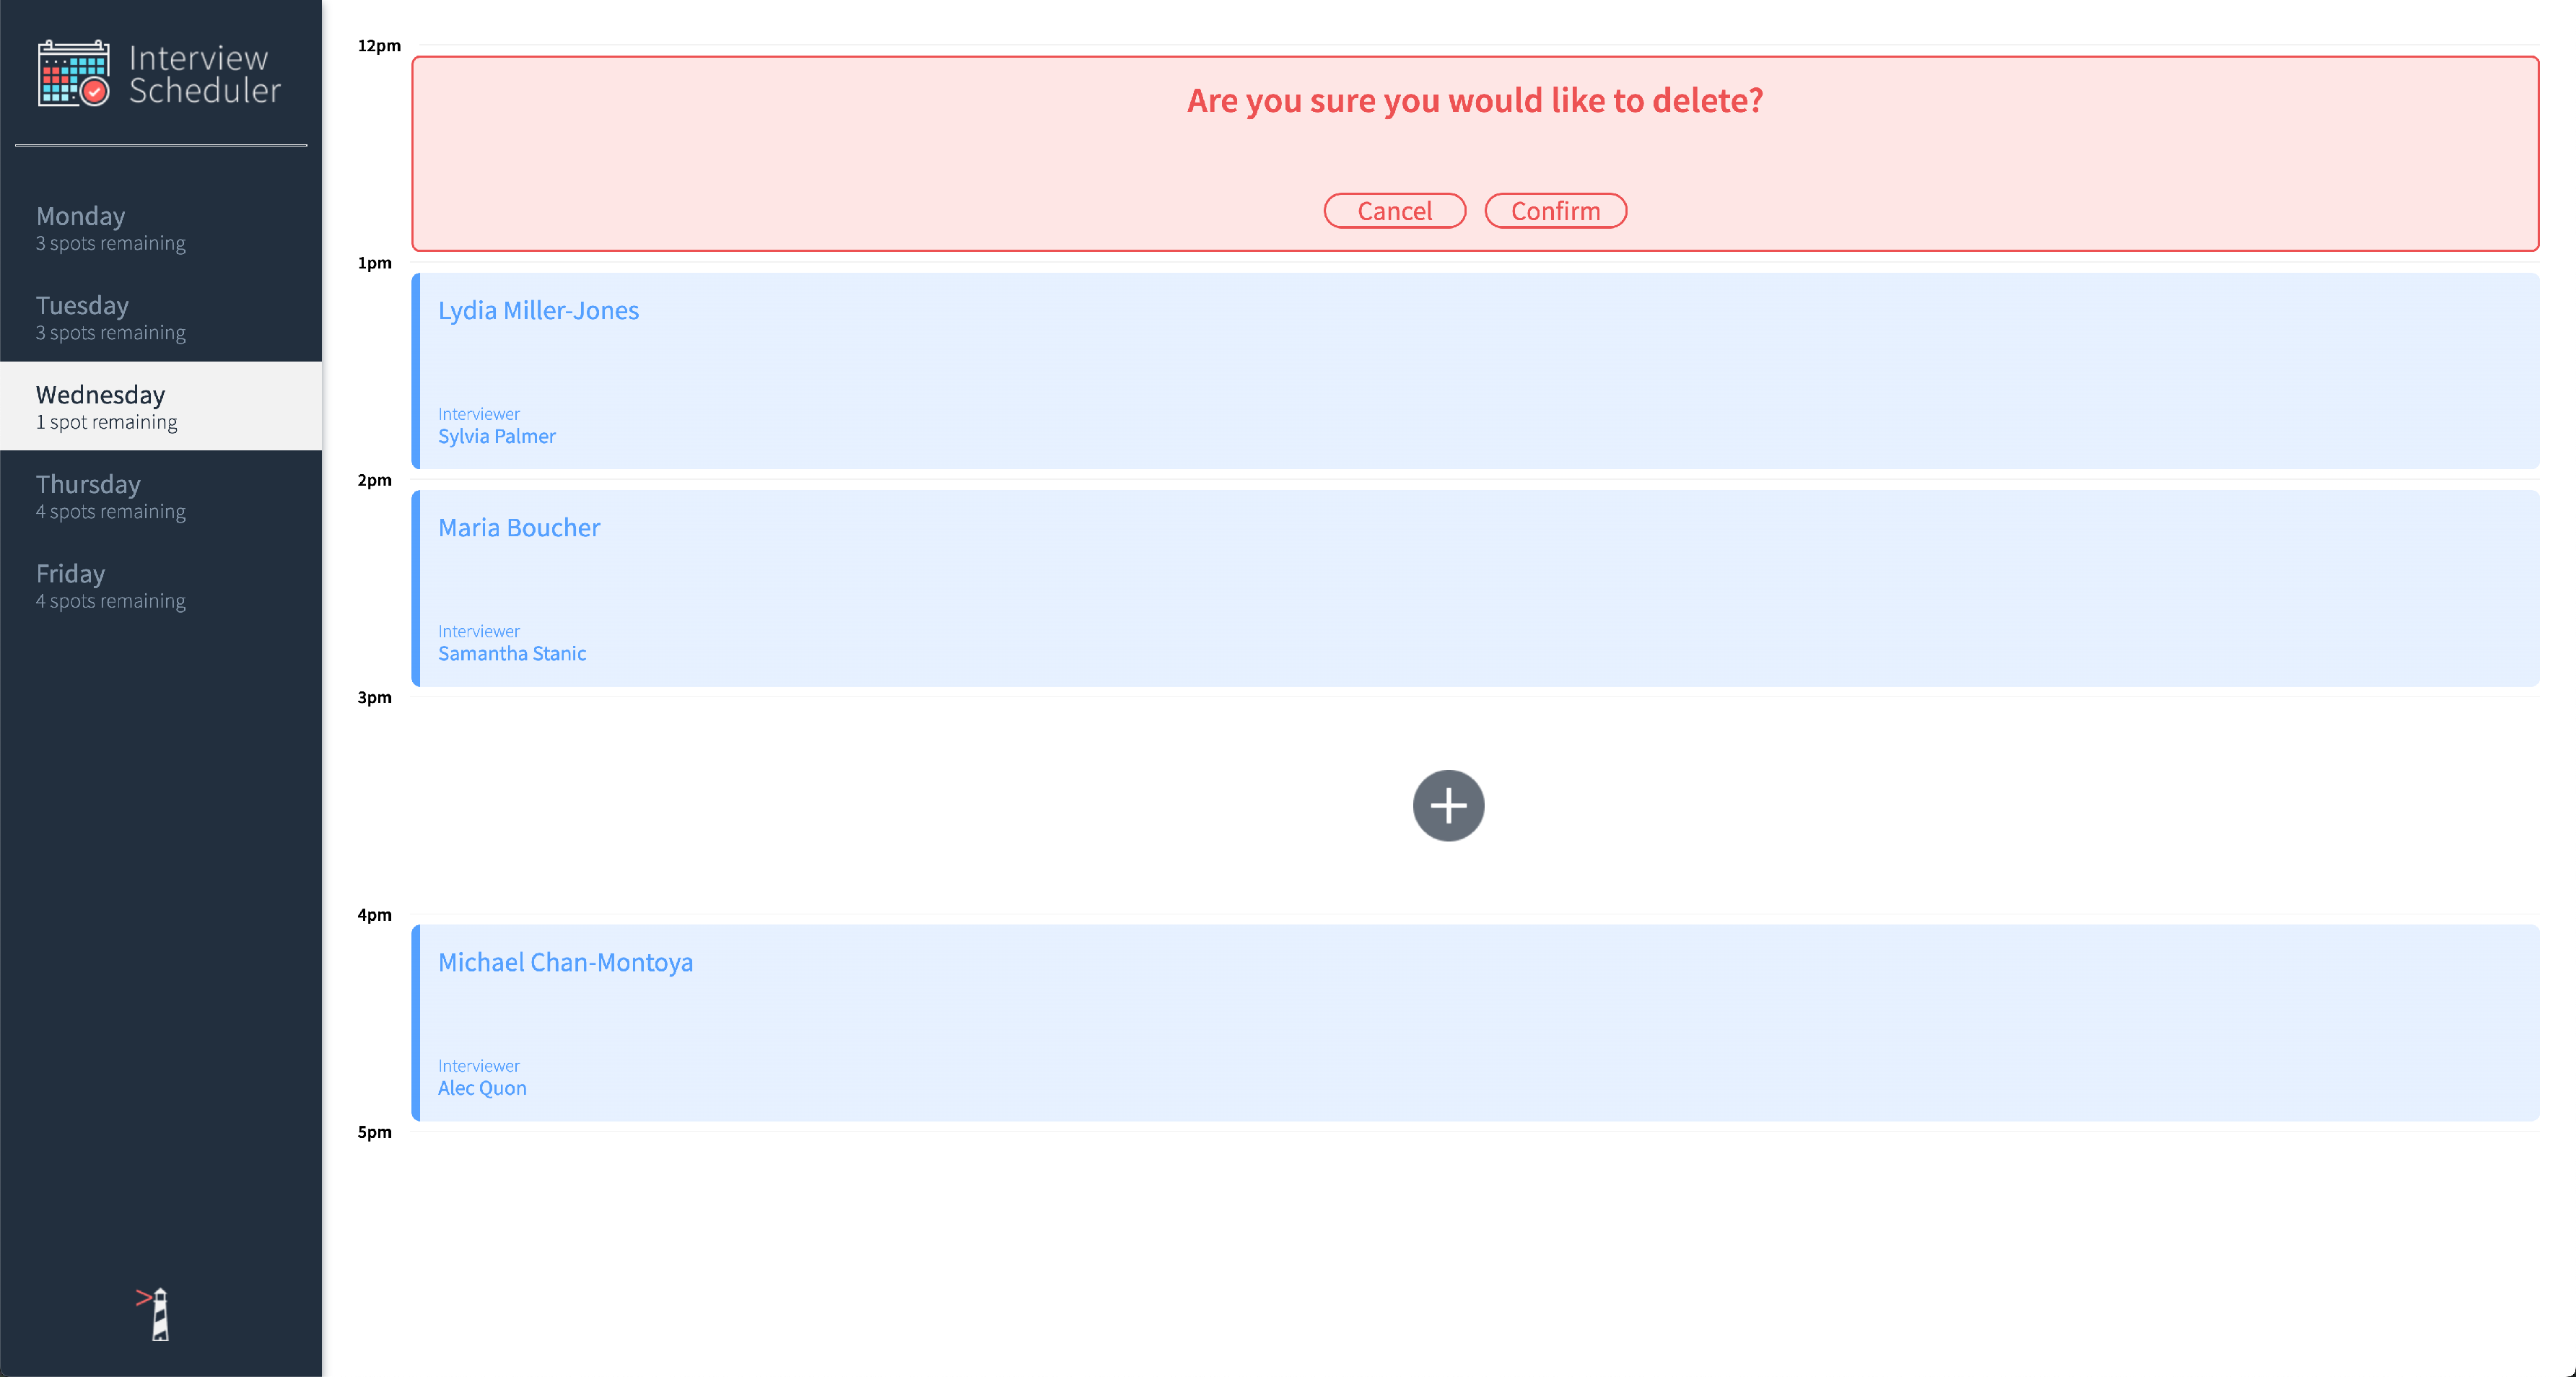 Interview
Scheduler
Monday
3 spots remaining
Tuesday
3 spots remaining
Wednesday
1 spot remaining
Thursday
4 spots remaining
Friday
4 spots remaining
12pm
Are you sure you would like to delete?
Cancel
Confirm
1pm
Lydia Miller-Jones
Interviewer
Sylvia Palmer
2pm
Maria Boucher
Interviewer
Samantha Stanic
3pm
4pm
Michael Chan-Montoya
Interviewer
Alec Quon
5pm